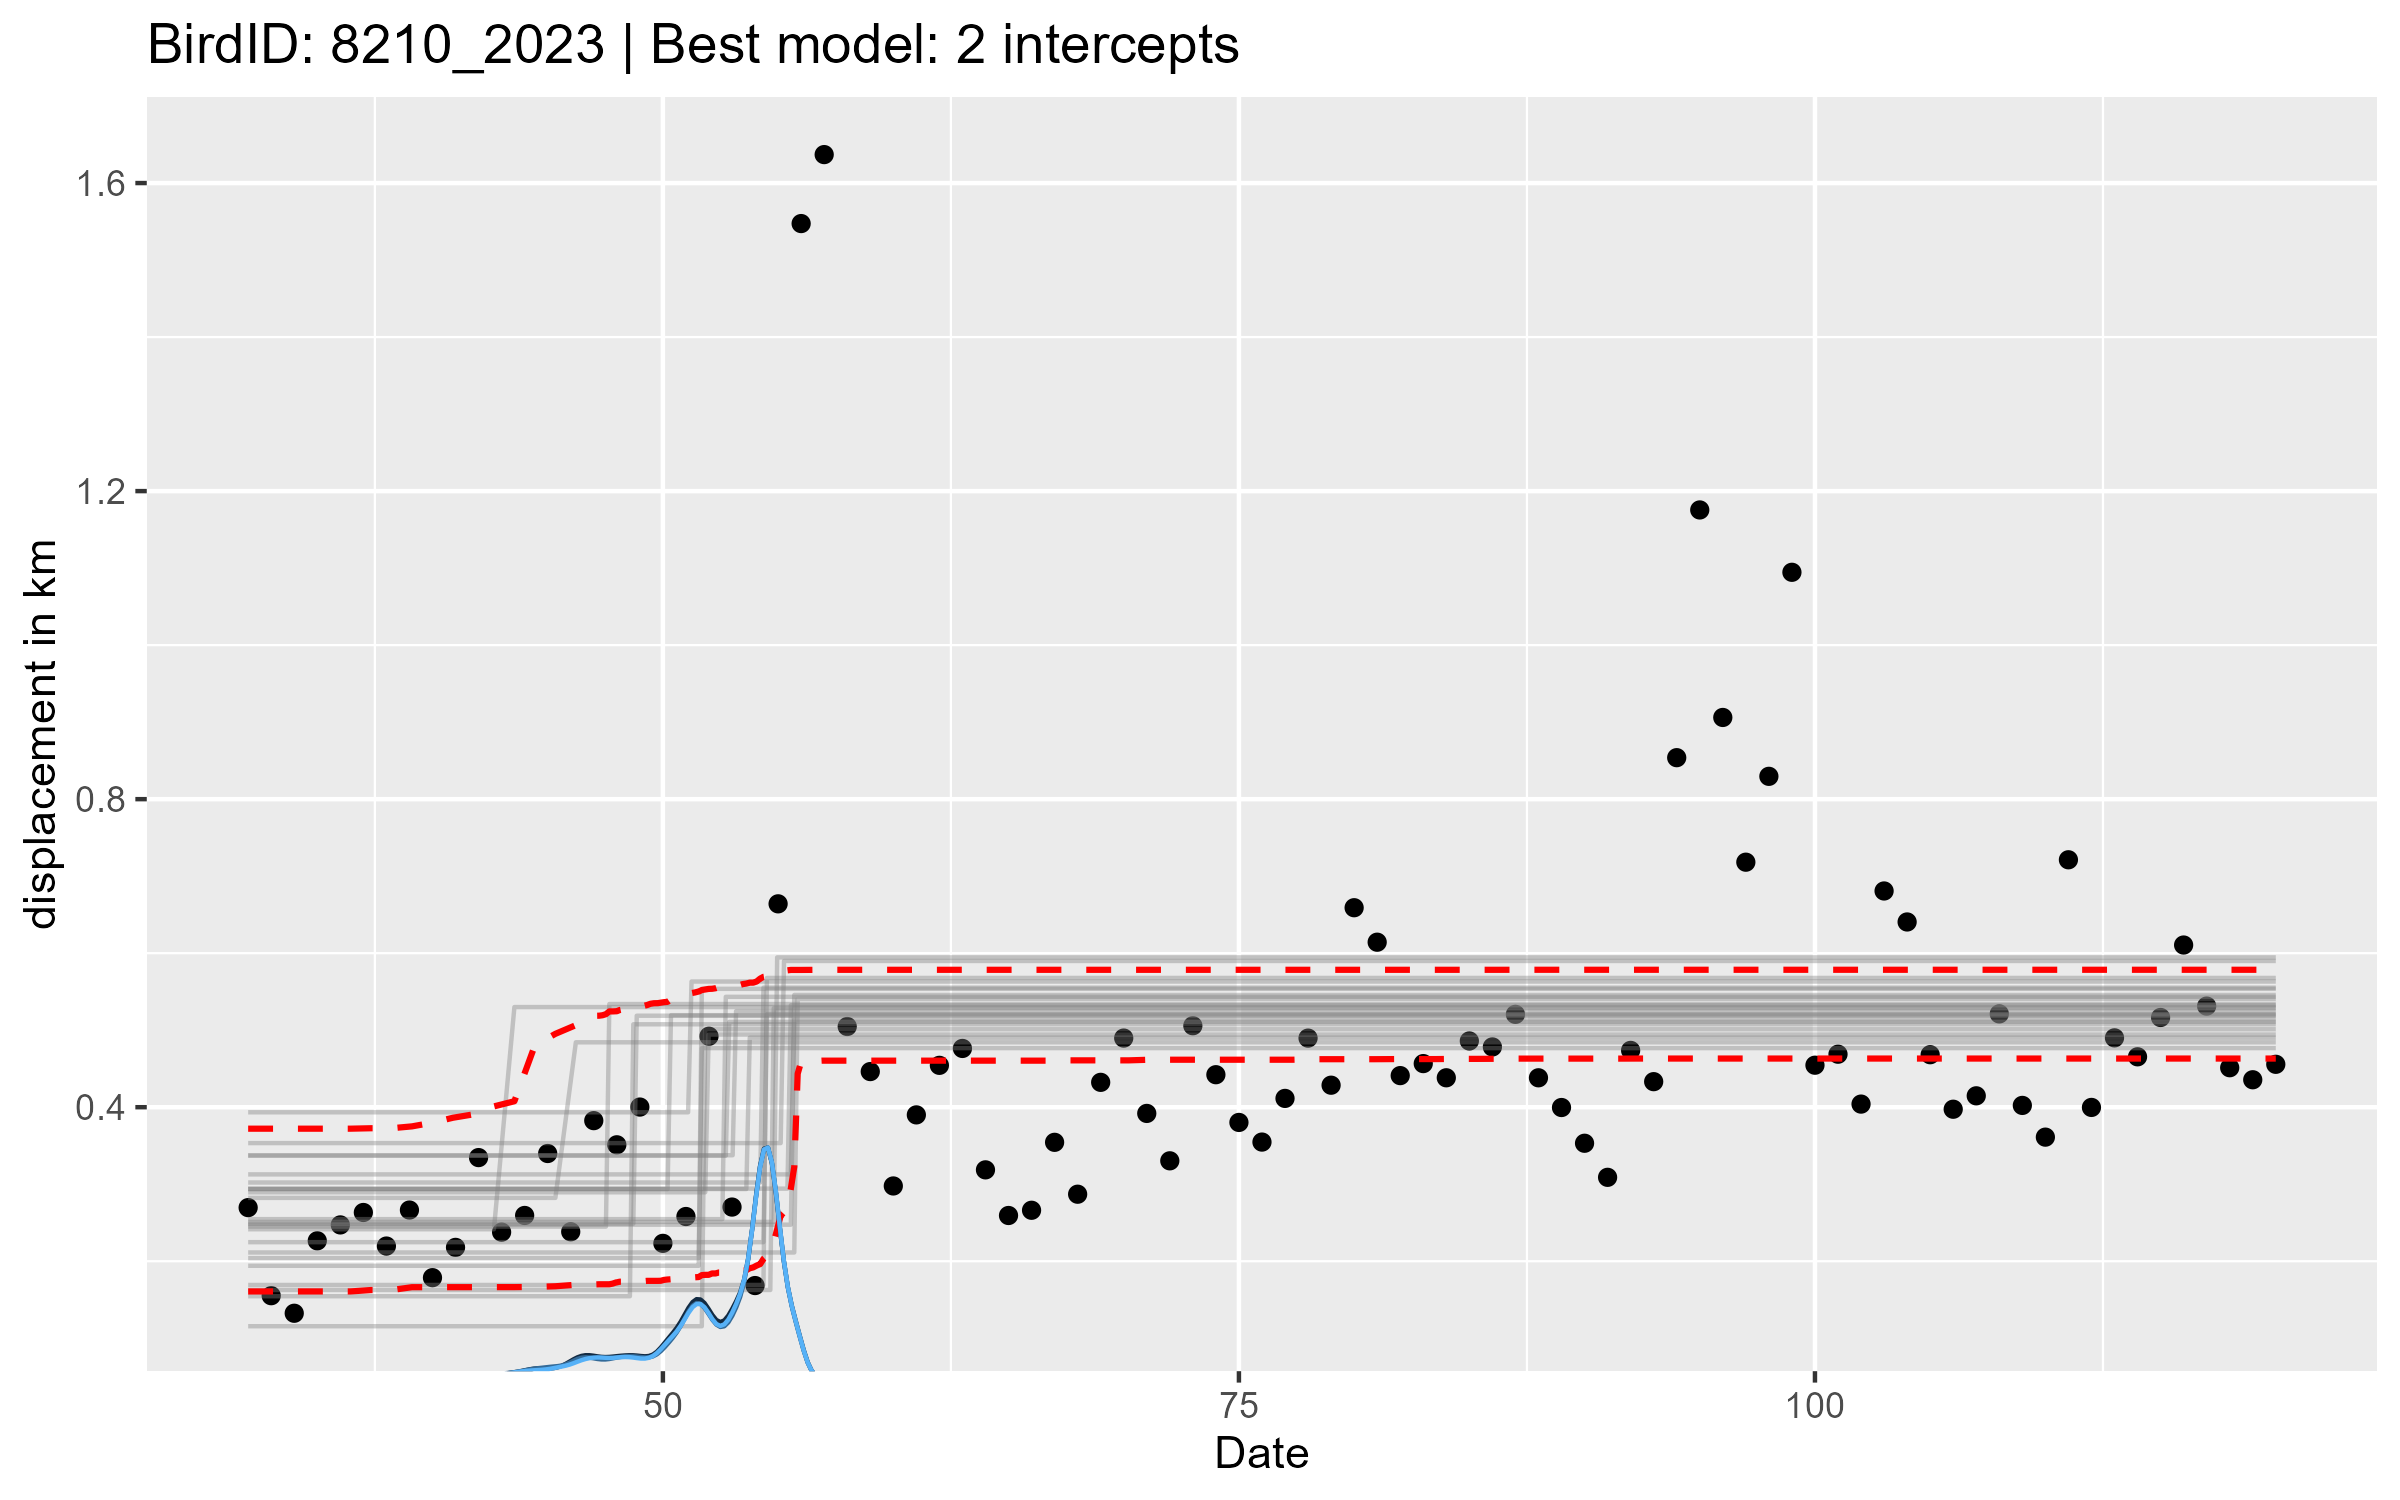 BirdID: 8210_2023 | Best model: 2 intercepts
displacement in km
1.6
1.2
0.8
0.4
50 75 100
Date